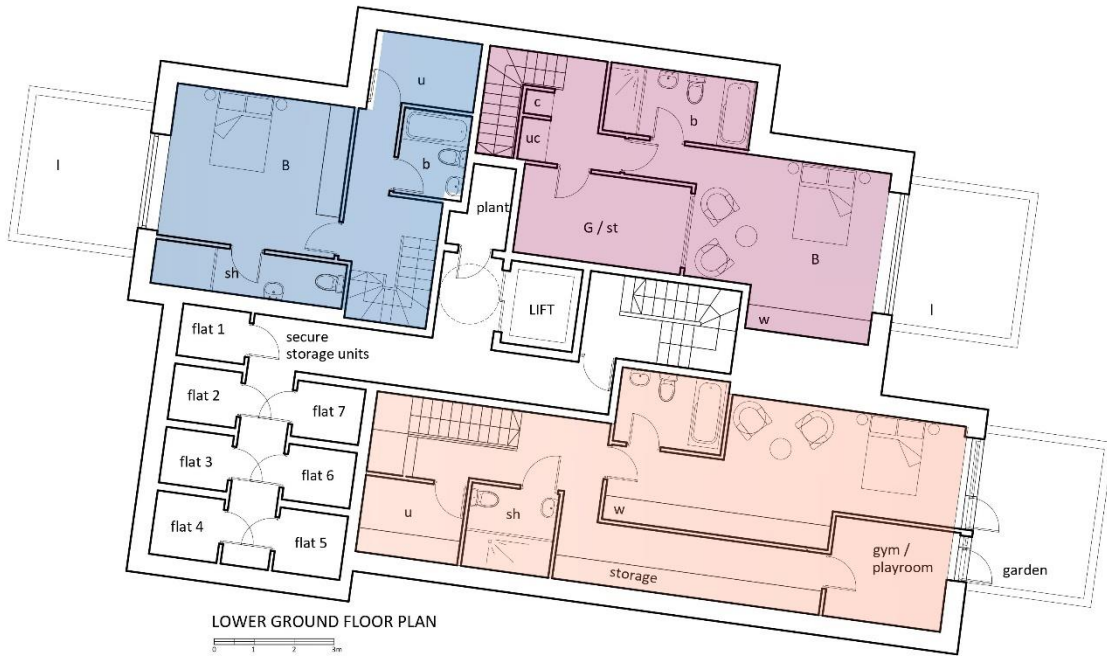 u
c
b
uc
B
b
plant
G / st
B
sh
LIFT
w
l
l
flat 1
secure
storage units
flat 2
flat 7
flat 3
flat 6
flat 4
flat 5
u
sh
w
storage
gym /
playroom
garden
LOWER GROUND FLOOR PLAN
0 1 2 3m